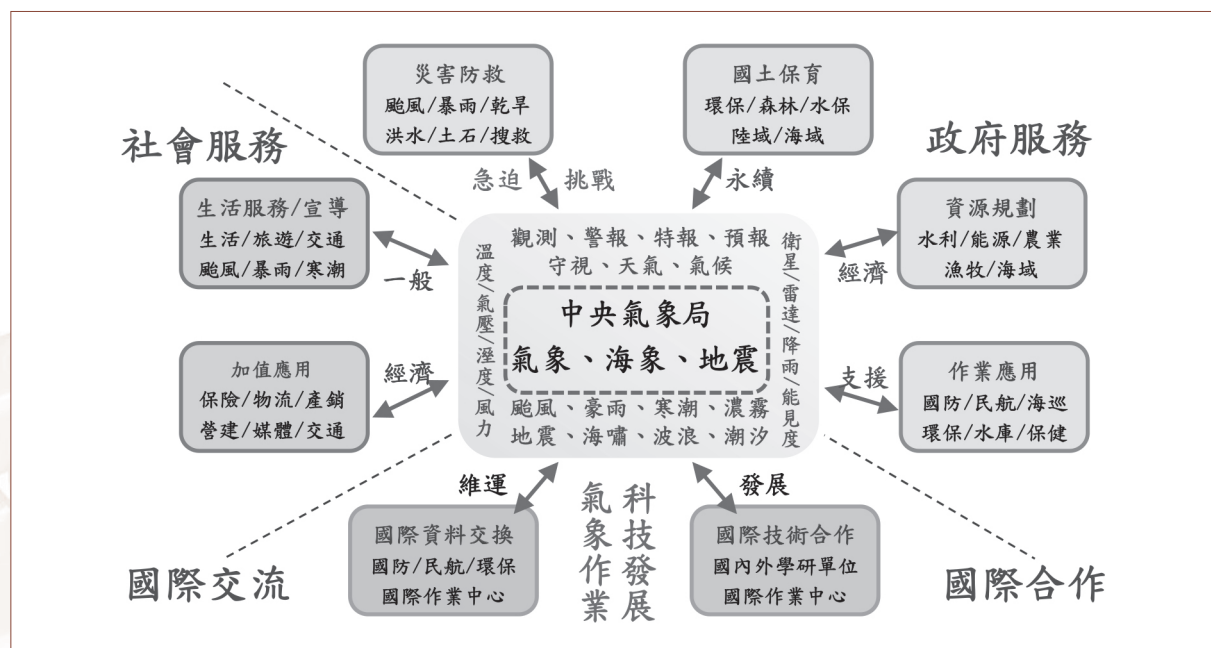 災害防救
颱風/暴雨/乾旱
洪水/土石/搜救
國土保育
環保/森林/水保
陸域/海域
社會服務
政府服務
急迫
挑戰
永續
生活服務/宣導
生活/旅遊/交通
颱風/暴雨/寒潮
一般
資源規劃
水利/能源/農業
漁牧/海域
經濟
觀測、警報、特報、預報
守視、天氣、氣候
溫度/氣壓/溼度/風力
中央氣象局
氣象、海象、地震
衛星/雷達/降雨/能見度
颱風、豪雨、寒潮、濃霧
地震、海嘯、波浪、潮汐
加值應用
保險/物流/產銷
營建/媒體/交通
經濟
支援
作業應用
國防/民航/海巡
環保/水庫/保健
維運
發展
氣象作業
科技發展
國際資料交換
國防/民航/環保
國際作業中心
國際技術合作
國內外學研單位
國際作業中心
國際交流
國際合作